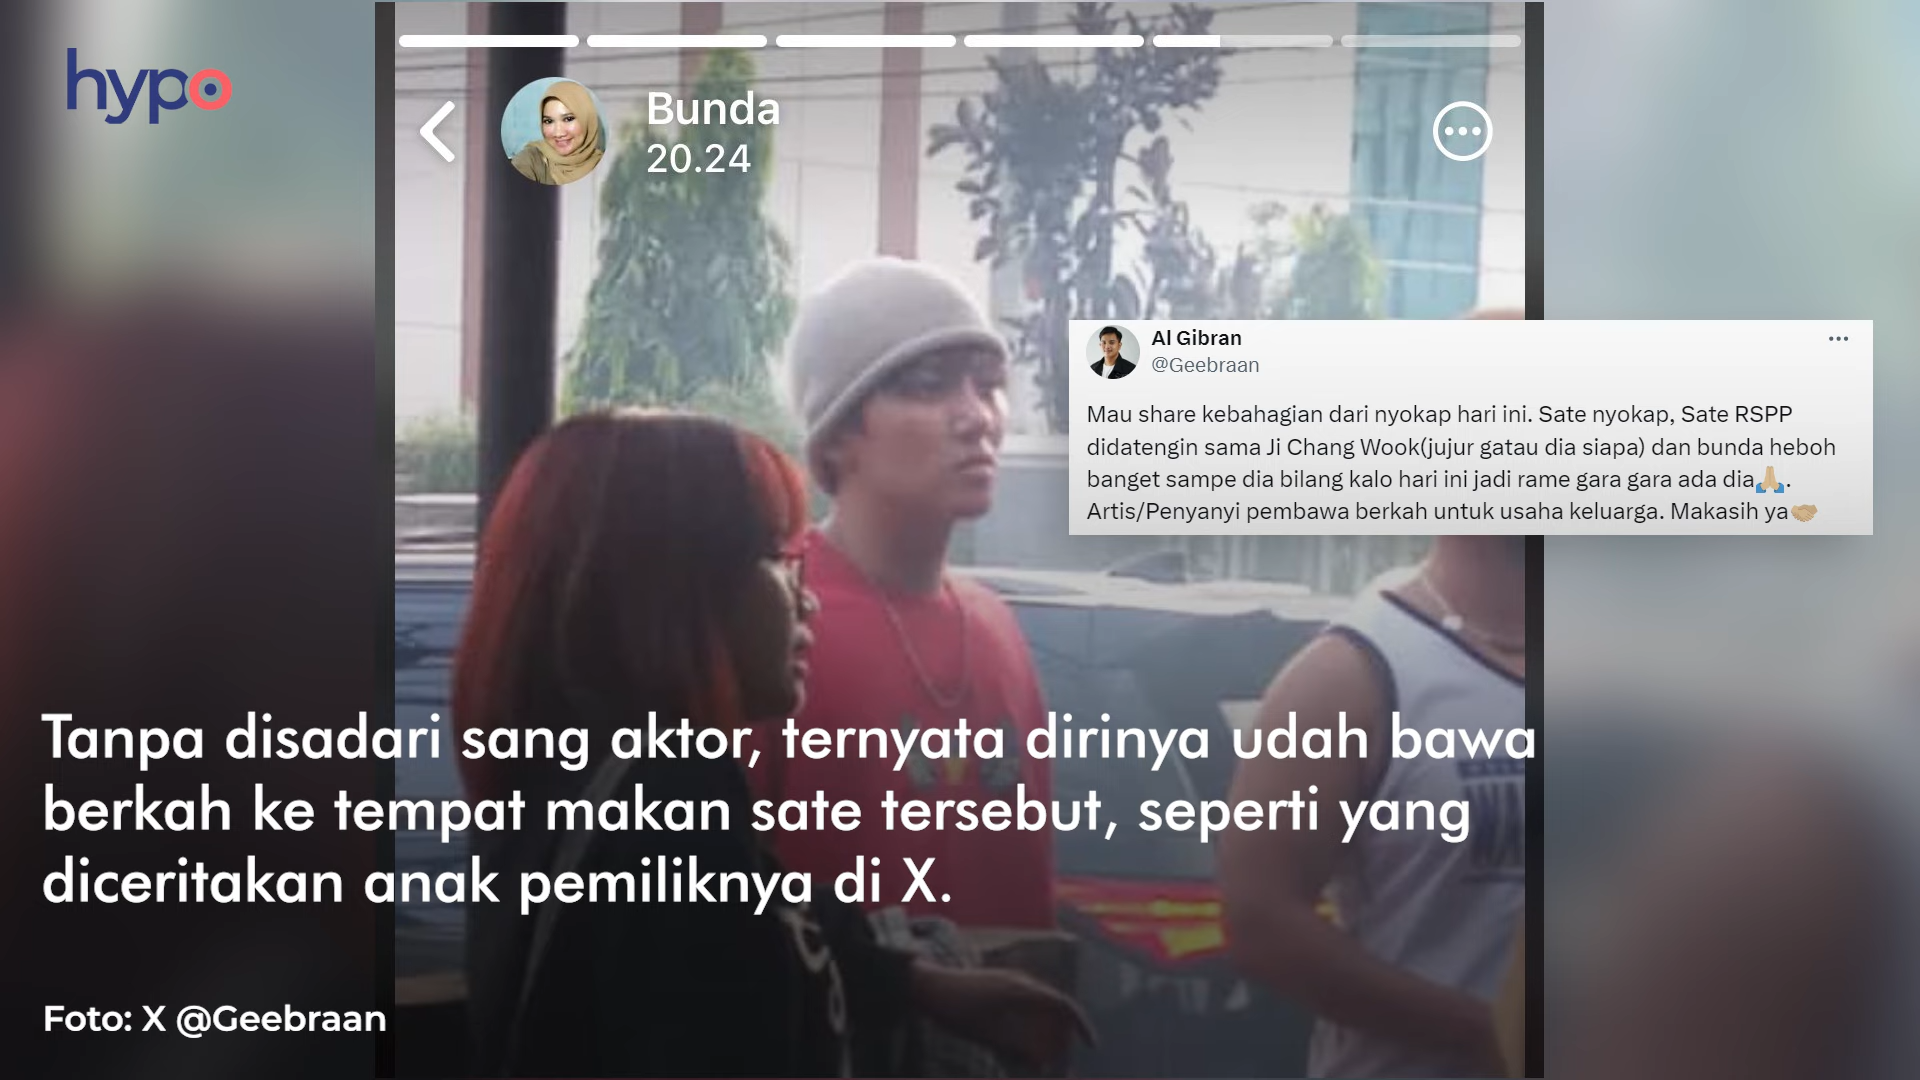 hypo
Bunda
20.24
Al Gibran
@Geebraan
Mau share kebahagian dari nyokap hari ini. Sate nyokap, Sate RSPP
didatengin sama Ji Chang Wook(jujur gatau dia siapa) dan bunda heboh
banget sampe dia bilang kalo hari ini jadi rame gara gara ada dia🙏.
Artis/Penyanyi pembawa berkah untuk usaha keluarga. Makasih ya🤝
Tanpa disadari sang aktor, ternyata dirinya udah bawa
berkah ke tempat makan sate tersebut, seperti yang
diceritakan anak pemiliknya di X.
Foto: X @Geebraan